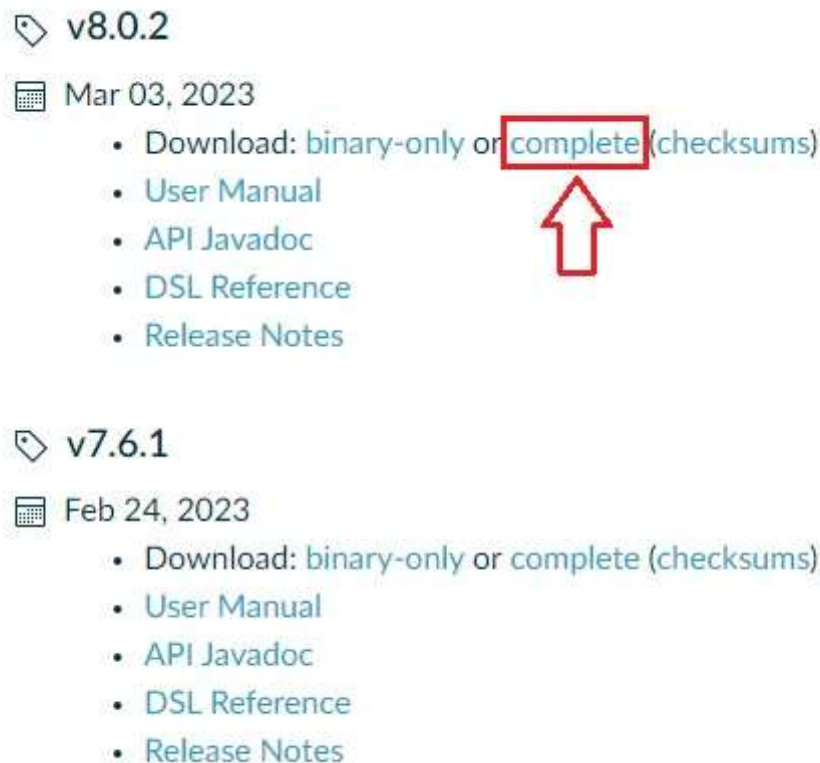 v8.0.2
Mar 03, 2023
• Download: binary-only or complete (checksums)
• User Manual
• API Javadoc
• DSL Reference
• Release Notes
v7.6.1
Feb 24, 2023
• Download: binary-only or complete (checksums)
• User Manual
• API Javadoc
• DSL Reference
• Release Notes